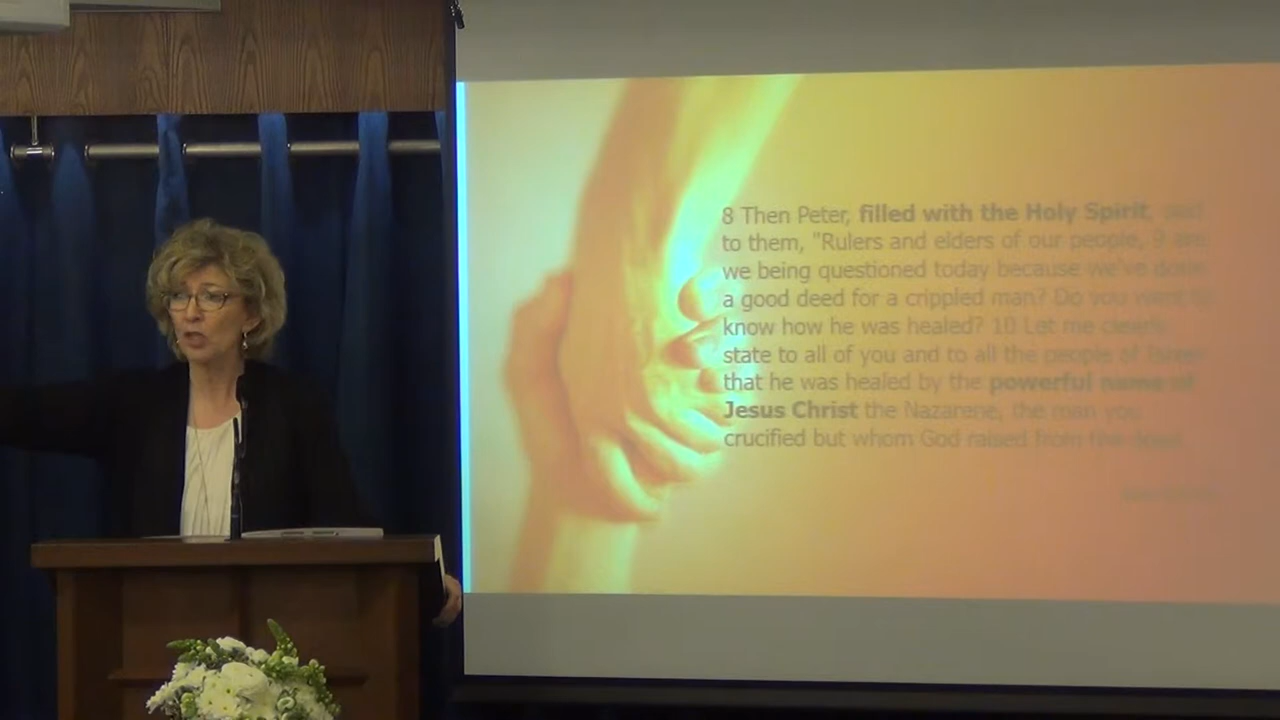 8 Then Peter, filled with the Holy Spirit, said
to them, "Rulers and elders of our people, 9 are
we being questioned today because we've done
a good deed for a crippled man? Do you want to
know how he was healed? 10 Let me clearly
state to all of you and to all the people of Israel
that he was healed by the powerful name of
Jesus Christ the Nazarene, the man you
crucified but whom God raised from the dead